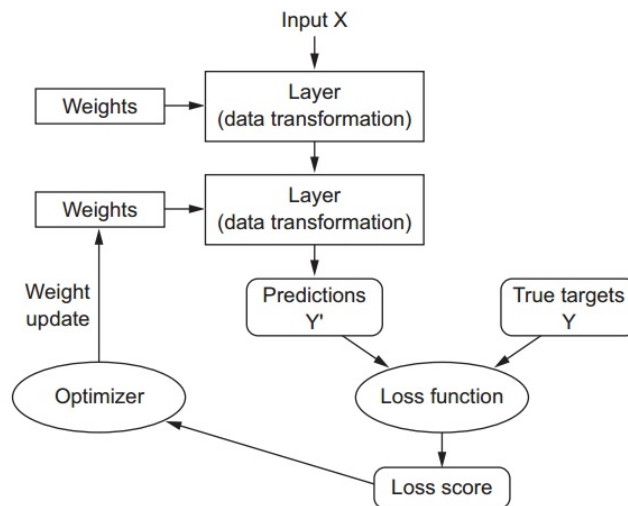 Input X
Weights
Layer
(data transformation)
Weights
Layer
(data transformation)
Weight
update
Predictions
Y'
True targets
Y
Optimizer
Loss function
Loss score